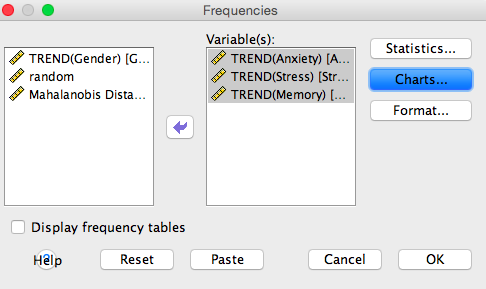 Frequencies
Variable(s):
TREND(Gender) [G...
random
Mahalanobis Dista...
TREND(Anxiety) [A...
TREND(Stress) [Str...
TREND(Memory) [...
Statistics...
Charts...
Format...
Display frequency tables
Help Reset Paste Cancel OK